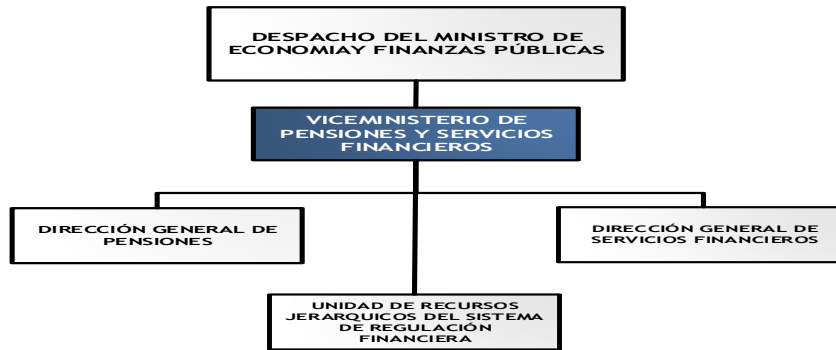 DESPACHO DEL MINISTRO DE
ECONOMIAY FINANZAS PÚBLICAS
VICEMINISTERIO DE
PENSIONES Y SERVICIOS
FINANCIEROS
DIRECCIÓN GENERAL DE
PENSIONES
DIRECCIÓN GENERAL DE
SERVICIOS FINANCIEROS
UNIDAD DE RECURSOS
JERARQUICOS DEL SISTEMA
DE REGULACIÓN
FINANCIERA